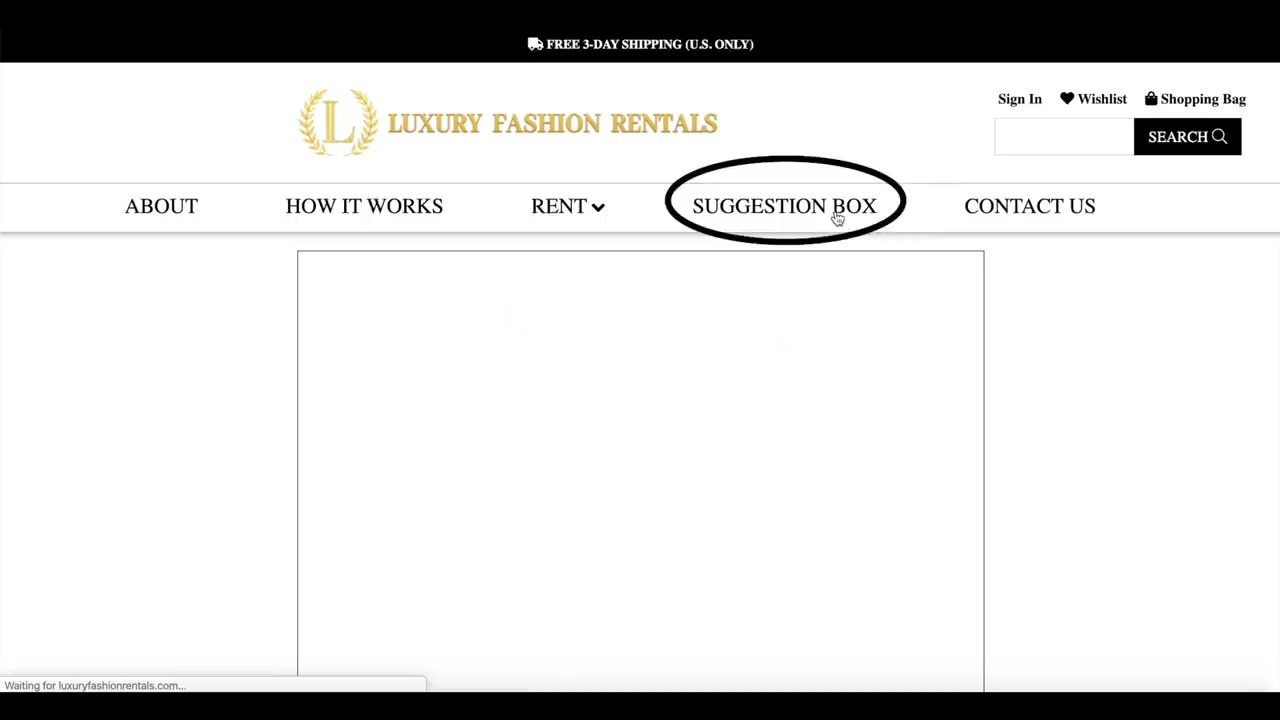 FREE 3-DAY SHIPPING (U.S. ONLY)
Sign In Wishlist Shopping Bag
L LUXURY FASHION RENTALS
SEARCH
ABOUT HOW IT WORKS RENT SUGGESTION BOX CONTACT US
Waiting for luxuryfashionrentals.com...